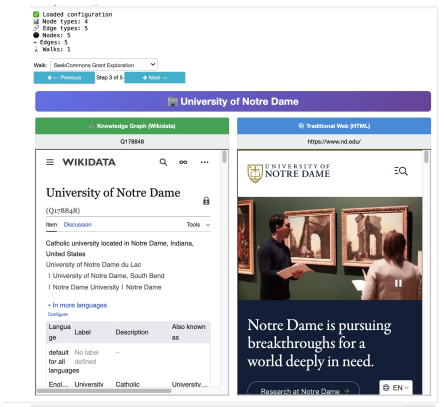 Loaded configuration
Node types: 4
Edge types: 5
Nodes: 5
Edges: 5
Walks: 1
Walk: SeekCommons Grant Exploration
← Previous Step 3 of 5 → Next →
University of Notre Dame
Knowledge Graph (Wikidata)
Q178848
WIKIDATA
University of Notre Dame
(Q178848)
Item Discussion Tools
Catholic university located in Notre Dame, Indiana,
United States
University of Notre Dame du Lac
| University of Notre Dame, South Bend
| Notre Dame University | Notre Dame
In more languages
Configure
Langua Label Description Also known
ge as
default No label –
for all defined
languages
Engl... University Catholic University...
Traditional Web (HTML)
https://www.nd.edu/
UNIVERSITY OF
NOTRE DAME
Notre Dame is pursuing
breakthroughs for a
world deeply in need.
Research at Notre Dame →
EN